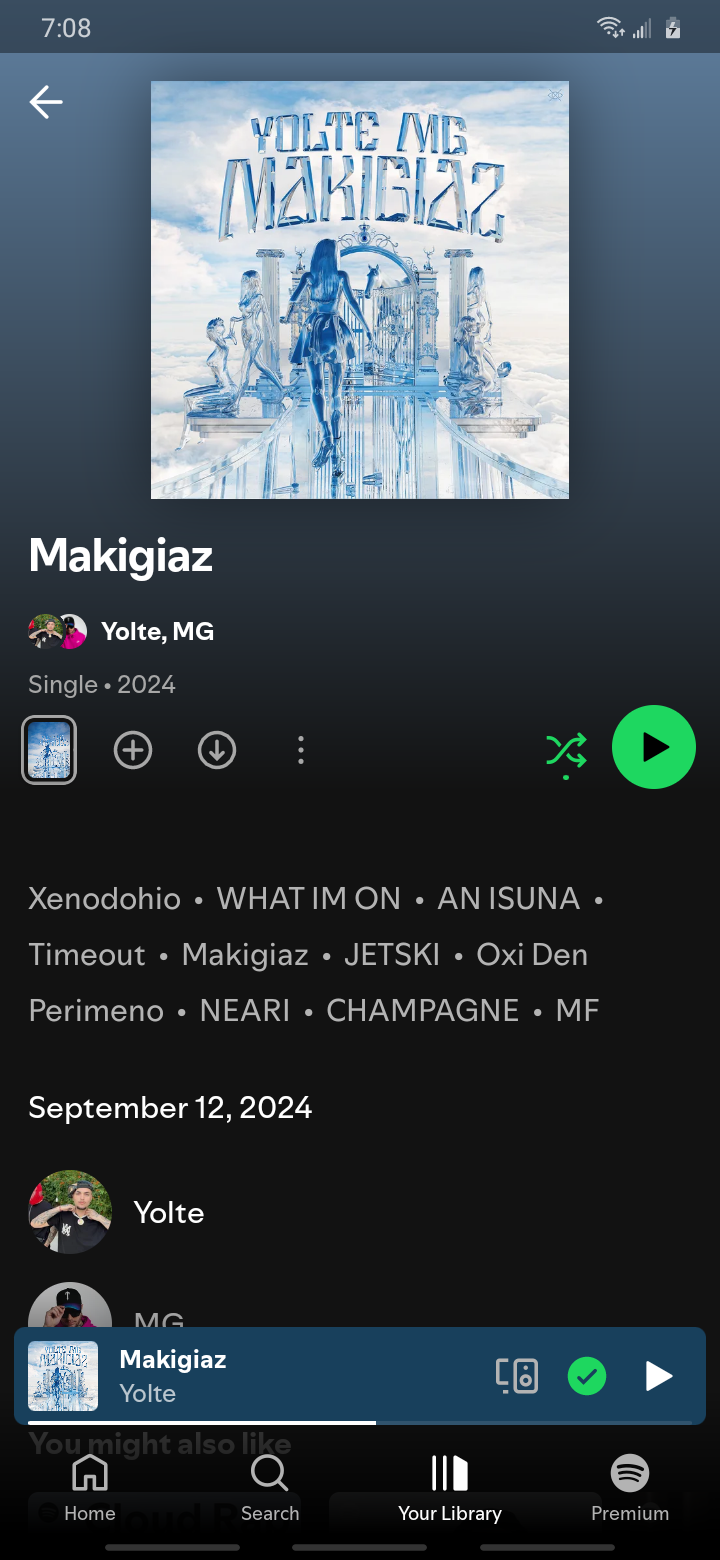 7:08
YOLTE MG
MAKIGIAZ
Makigiaz
Yolte, MG
Single • 2024
Xenodohio • WHAT IM ON • AN ISUNA •
Timeout • Makigiaz • JETSKI • Oxi Den
Perimeno • NEARI • CHAMPAGNE • MF
September 12, 2024
Yolte
MG
Makigiaz
Yolte
You might also like
Cloud R
Home
Search
Your Library
Premium